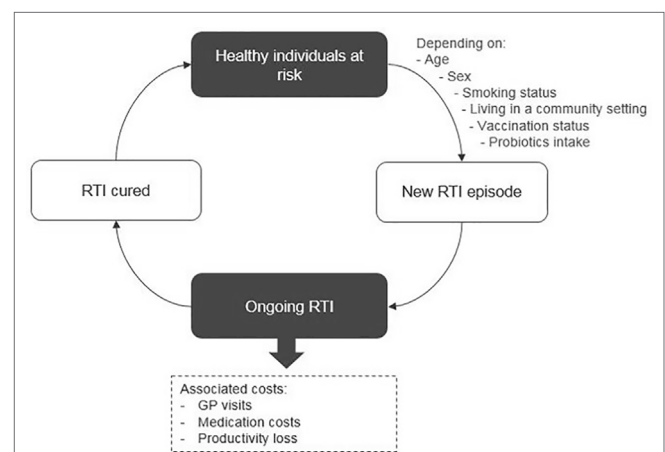 Healthy individuals at
risk
Depending on:
- Age
- Sex
- Smoking status
- Living in a community setting
- Vaccination status
- Probiotics intake
RTI cured
New RTI episode
Ongoing RTI
Associated costs:
- GP visits
- Medication costs
- Productivity loss